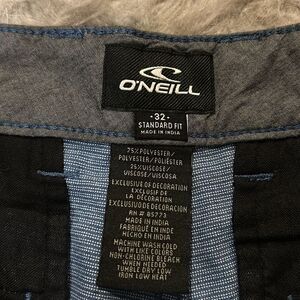 O'NEILL
-32-
STANDARD FIT
MADE IN INDIA
75% POLYESTER/
POLYESTER/POLIÉSTER
25% VISCOSE/
VISCOSE/VISCOSA
EXCLUSIVE OF DECORATION
EXCLUSIF DE
LA DÉCORATION
EXCLUSIVO DE DECORACION
RN # 85773
MADE IN INDIA
FABRIQUÉ EN INDE
HECHO EN INDIA
MACHINE WASH COLD
WITH LIKE COLORS
NON-CHLORINE BLEACH
WHEN NEEDED
TUMBLE DRY LOW
IRON LOW HEAT